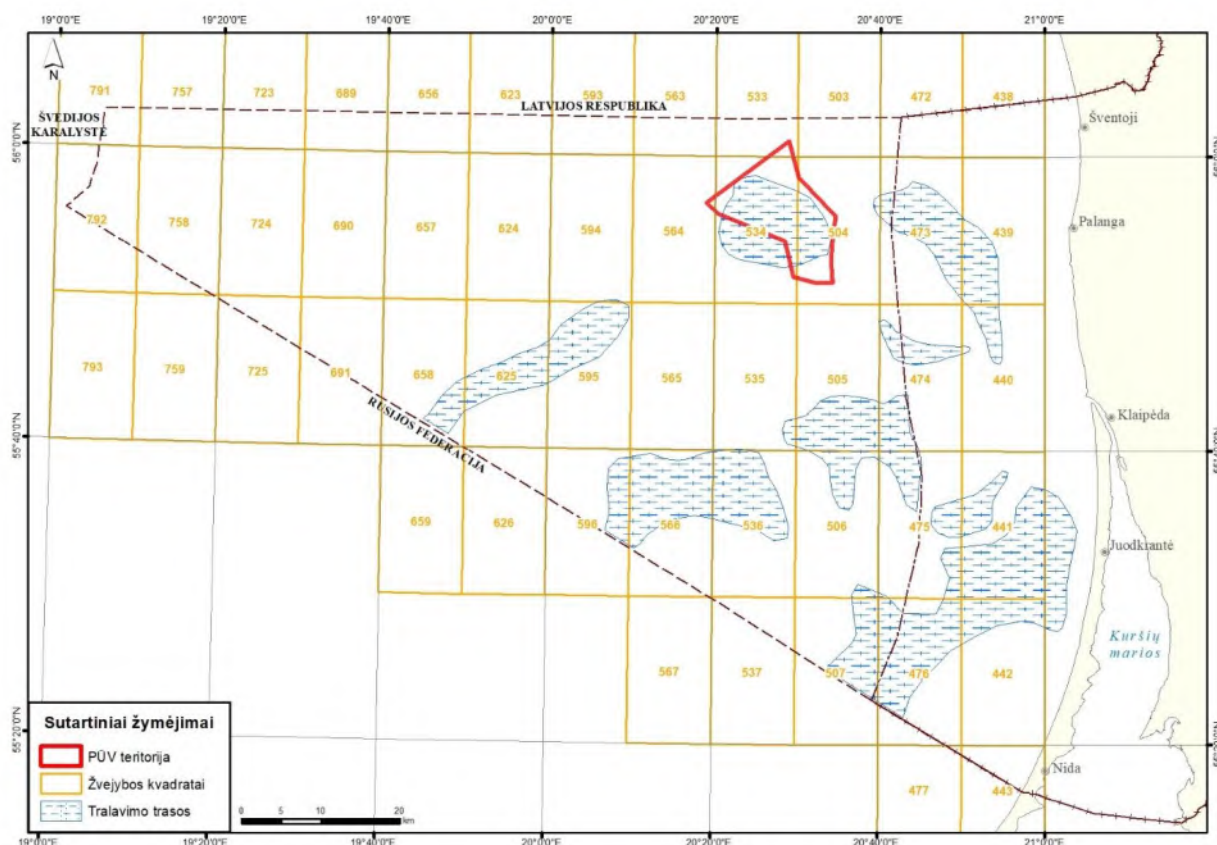 19°0'0"E 19°20'0"E 19°40'0"E 20°0'0"E 20°20'0"E 20°40'0"E 21°0'0"E
N
791 757 723 689 656 623 593 563 533 503 472 438
LATVIJOS RESPUBLIKA
ŠVEDIJOS
KARALYSTĖ
Šventoji
56°0'0"N
792 758 724 690 657 624 594 564 534 504 473 439
Palanga
793 759 725 691 658 625 595 565 535 505 474 440
RUSIJOS FEDERACIJA
Klaipėda
55°40'0"N
659 626 596 566 536 506 475 441
Juodkrantė
Kuršių
marios
567 537 507 476 442
55°20'0"N
Nida
477 443
Sutartiniai žymėjimai
PŪV teritorija
Žvejybos kvadratai
Tralavimo trasos
0 5 10 20
km
19°0'0"E 19°20'0"E 19°40'0"E 20°0'0"E 20°20'0"E 20°40'0"E 21°0'0"E